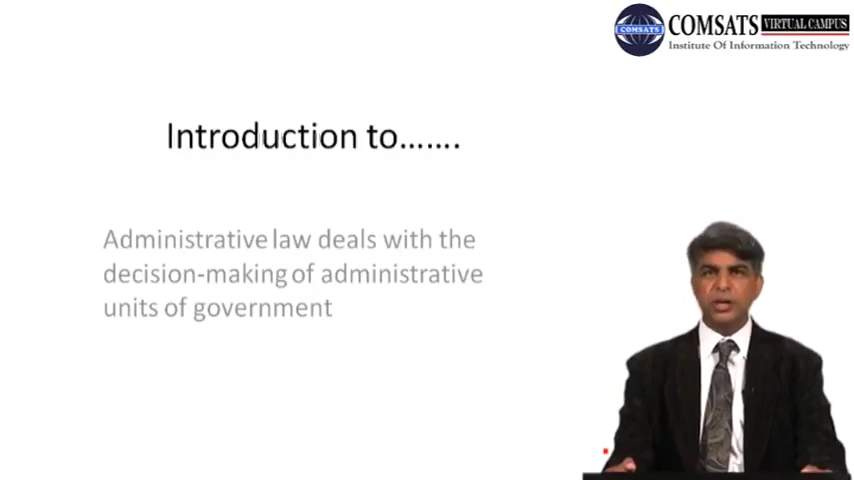 COMSATS VIRTUAL CAMPUS
Institute Of Information Technology
COMSATS
Introduction to.......
Administrative law deals with the
decision-making of administrative
units of government